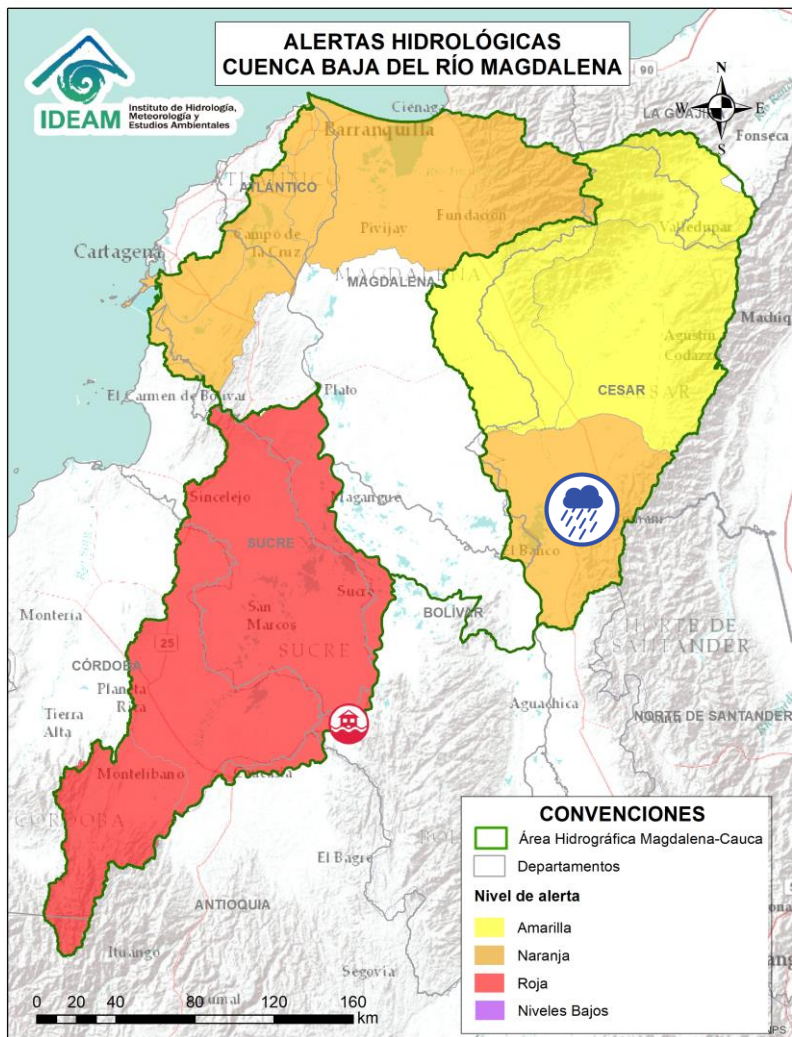 ALERTAS HIDROLÓGICAS
CUENCA BAJA DEL RÍO MAGDALENA
IDEAM
Instituto de Hidrología,
Meteorología y
Estudios Ambientales
90
N
W
E
S
LA GUAJI
Fonseca
Ciénaga
Barranquilla
ATLÁNTICO
Fundación
Valledupar
Pivijay
Campo de
la Cruz
Cartagena
MAGDALENA
MAGDALENA
Machiq
Agustín
Codazzi
CESAR
El Carmen de Bolívar
Plato
Sincelejo
Magangué
SUCRE
El Banco
Sucre
San
Marcos
BOLÍVAR
Montería
NORTE DE
SANTANDER
25
SUCRE
CÓRDOBA
Planeta
Rica
Aguachica
Tierra
Alta
NORTE DE SANTANDER
Montelíbano
CÓRDOBA
El Bagre
ANTIOQUIA
Ituango
Segovia
CONVENCIONES
Área Hidrográfica Magdalena-Cauca
Departamentos
Nivel de alerta
Amarilla
Naranja
Roja
Niveles Bajos
0 20 40 80 120 160
km